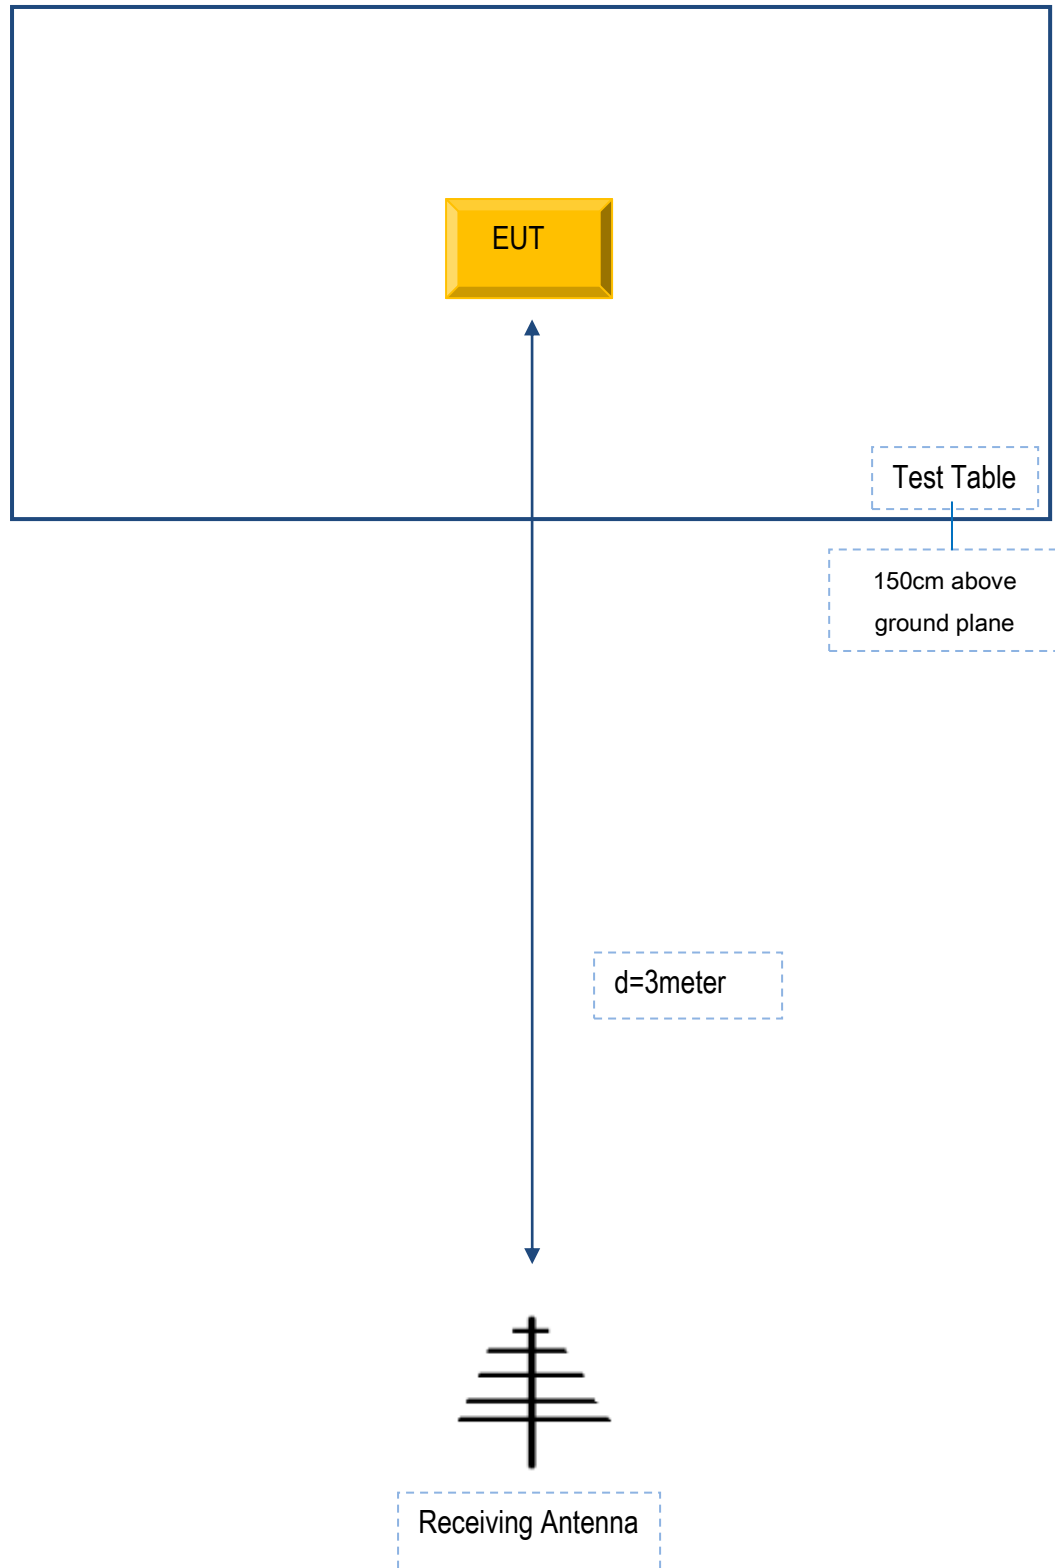 EUT
Test Table
150cm above
ground plane
d=3meter
Receiving Antenna